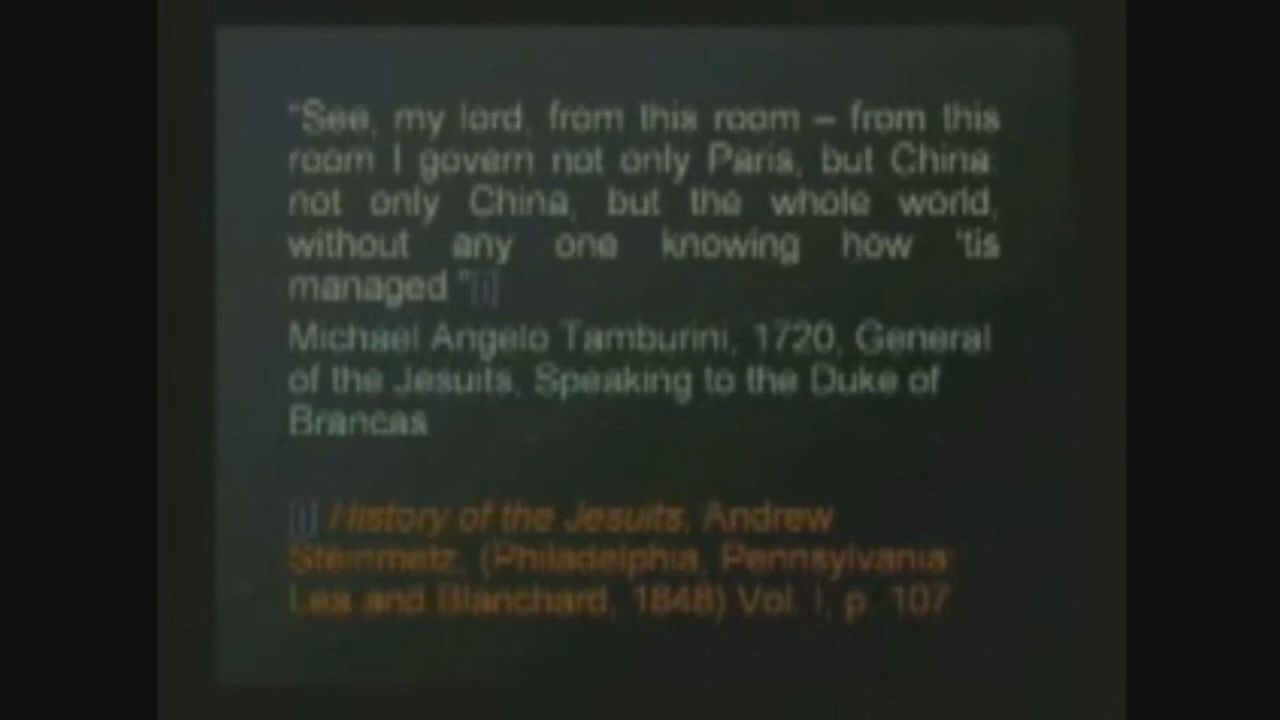 "See, my lord, from this room – from this
room I govern not only Paris, but China:
not only China, but the whole world,
without any one knowing how 'tis
managed."[i]
Michael Angelo Tamburini, 1720, General
of the Jesuits, Speaking to the Duke of
Brancas
[i] History of the Jesuits, Andrew
Steinmetz, (Philadelphia, Pennsylvania:
Lea and Blanchard, 1848) Vol. I, p. 107